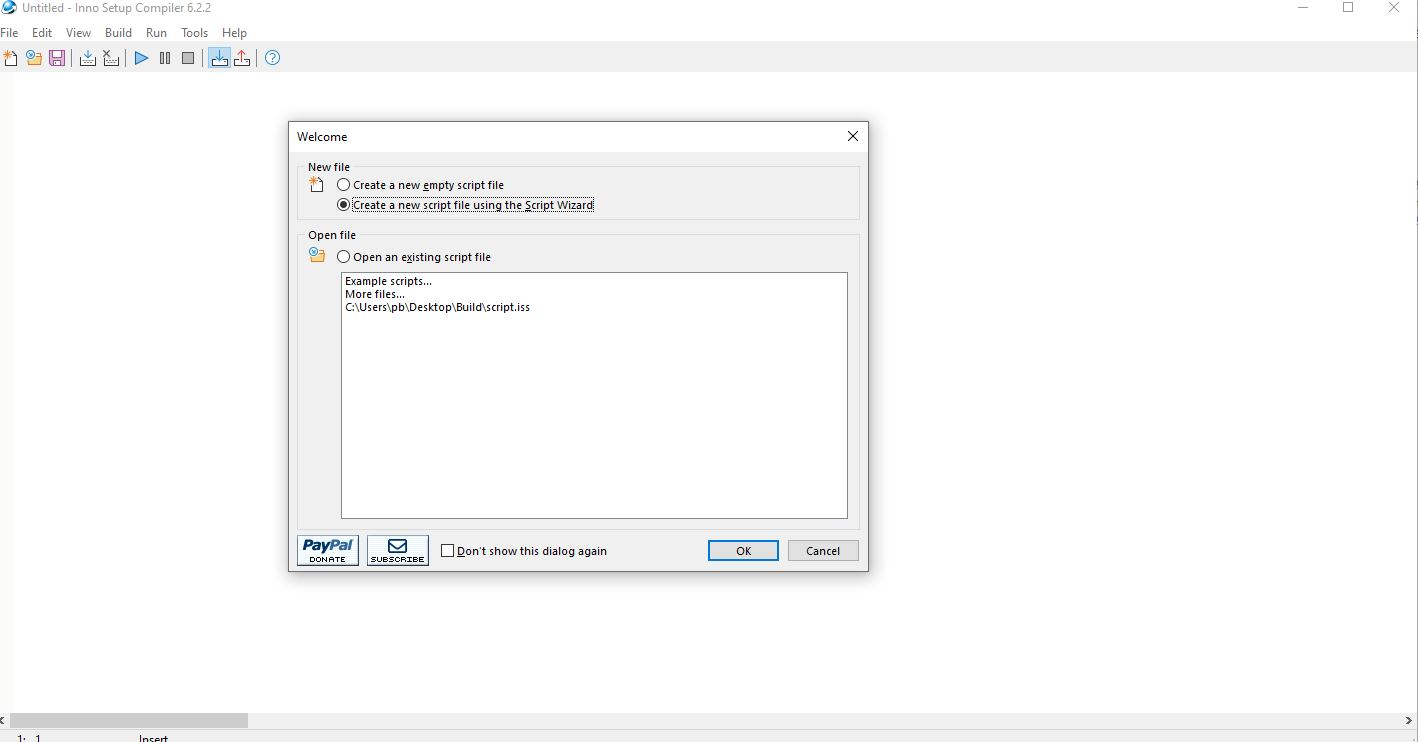 Untitled - Inno Setup Compiler 6.2.2
File Edit View Build Run Tools Help
Welcome
New file
Create a new empty script file
Create a new script file using the Script Wizard
Open file
Open an existing script file
Example scripts...
More files...
C:\Users\pb\Desktop\Build\script.iss
PayPal
DONATE
SUBSCRIBE
Don't show this dialog again
OK
Cancel
1: 1 Insert